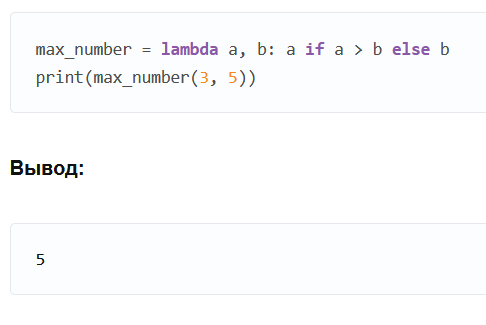 max_number = lambda a, b: a if a > b else b
print(max_number(3, 5))
Вывод:
5